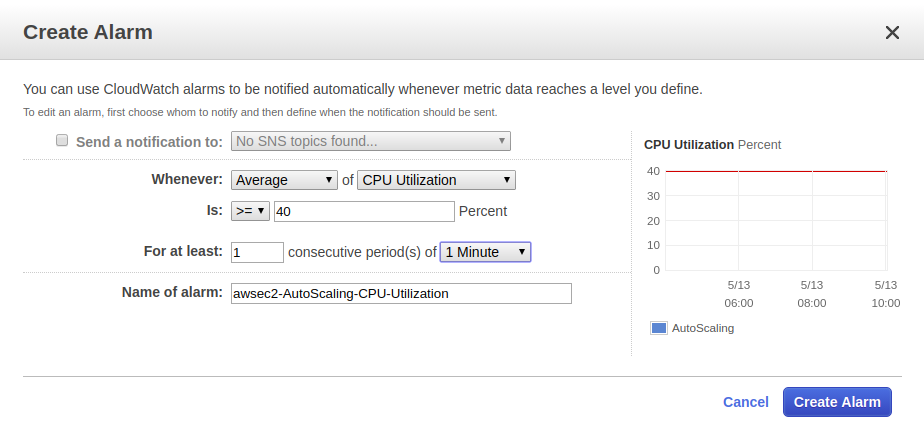 Create Alarm
You can use CloudWatch alarms to be notified automatically whenever metric data reaches a level you define.
To edit an alarm, first choose whom to notify and then define when the notification should be sent.
Send a notification to: No SNS topics found...
Whenever: Average of CPU Utilization
Is: >= 40 Percent
For at least: 1 consecutive period(s) of 1 Minute
Name of alarm: awsec2-AutoScaling-CPU-Utilization
CPU Utilization Percent
40
30
20
10
0
5/13 5/13 5/13
06:00 08:00 10:00
AutoScaling
Cancel Create Alarm